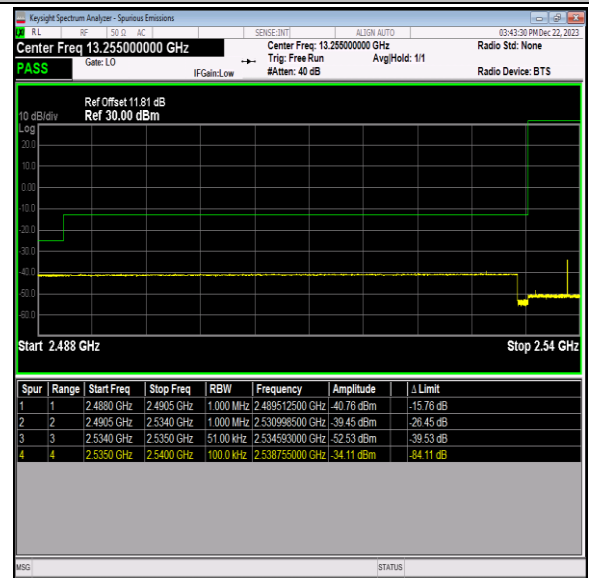 Keysight Spectrum Analyzer - Spurious Emissions
RL RF 50 Ω AC SENSE:INT ALIGN AUTO 03:43:30 PM Dec 22, 2023
Center Freq 13.255000000 GHz Center Freq: 13.255000000 GHz Radio Std: None
Gate: LO Trig: Free Run Avg|Hold: 1/1
PASS IFGain:Low #Atten: 40 dB Radio Device: BTS
Ref Offset 11.81 dB
10 dB/div Ref 30.00 dBm
Log
20.0
10.0
0.00
-10.0
-20.0
-30.0
-40.0
-50.0
-60.0
Start 2.488 GHz Stop 2.54 GHz
Spur Range Start Freq Stop Freq RBW Frequency Amplitude Δ Limit
1 1 2.4880 GHz 2.4905 GHz 1.000 MHz 2.489512500 GHz -40.76 dBm -15.76 dB
2 2 2.4905 GHz 2.5340 GHz 1.000 MHz 2.530998500 GHz -39.45 dBm -26.45 dB
3 3 2.5340 GHz 2.5350 GHz 51.00 kHz 2.534593000 GHz -52.53 dBm -39.53 dB
4 4 2.5350 GHz 2.5400 GHz 100.0 kHz 2.538755000 GHz -34.11 dBm -84.11 dB
MSG STATUS